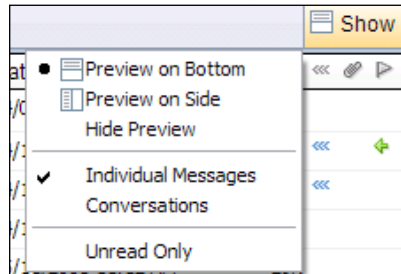 Show
Preview on Bottom
Preview on Side
Hide Preview
Individual Messages
Conversations
Unread Only